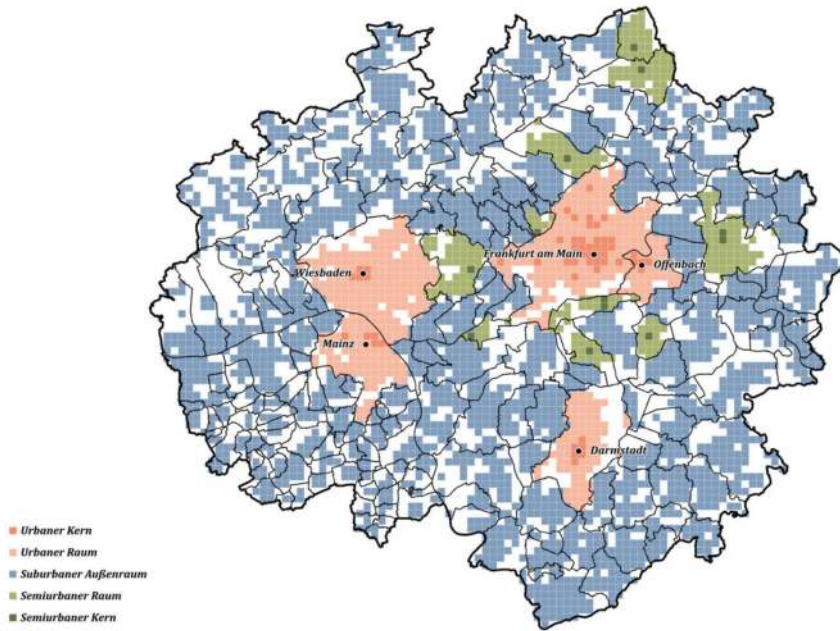 Frankfurt am Main
Offenbach
Wiesbaden
Mainz
Darmstadt
Urbaner Kern
Urbaner Raum
Suburbaner Außenraum
Semiurbaner Raum
Semiurbaner Kern